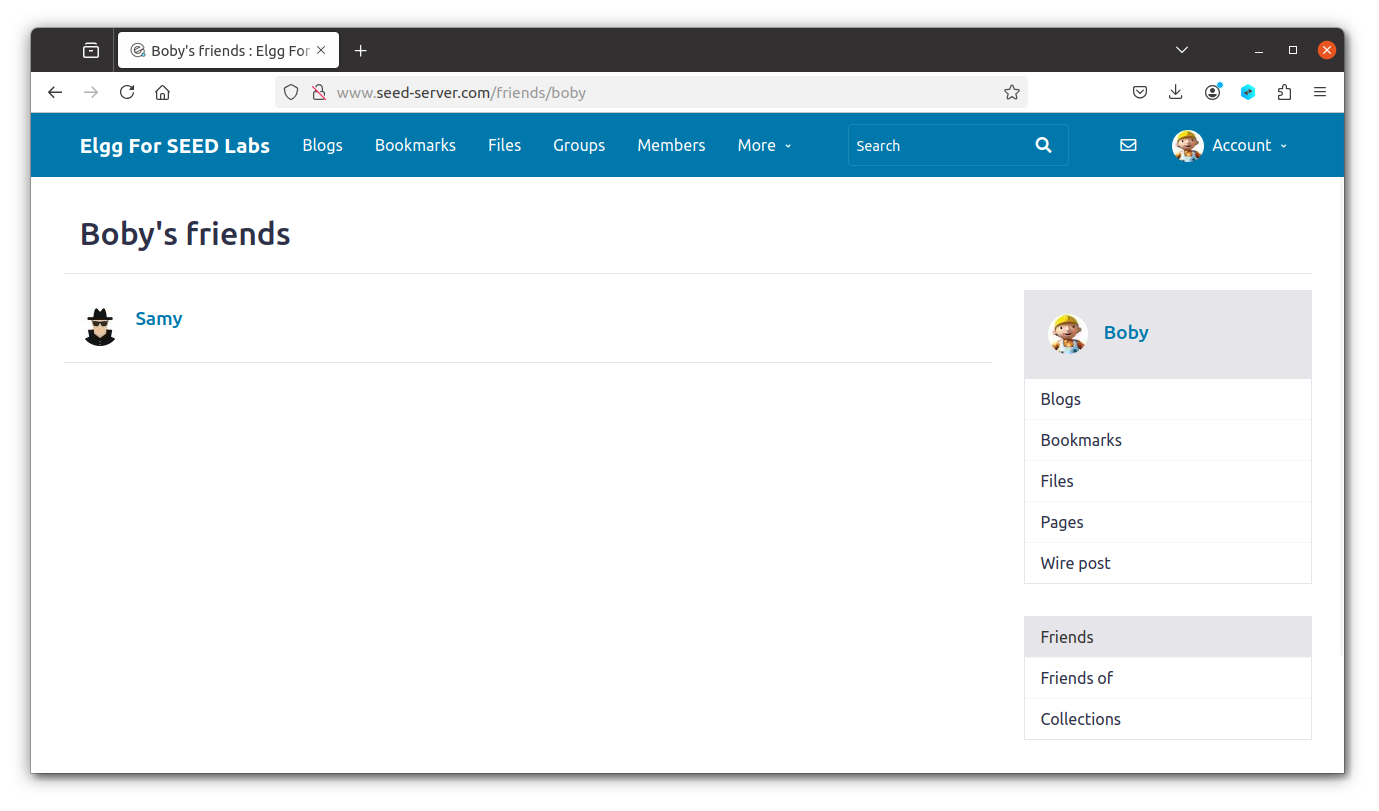 Boby's friends : Elgg For
www.seed-server.com/friends/boby
Elgg For SEED Labs Blogs Bookmarks Files Groups Members More Search Account
Boby's friends
Samy
Boby
Blogs
Bookmarks
Files
Pages
Wire post
Friends
Friends of
Collections